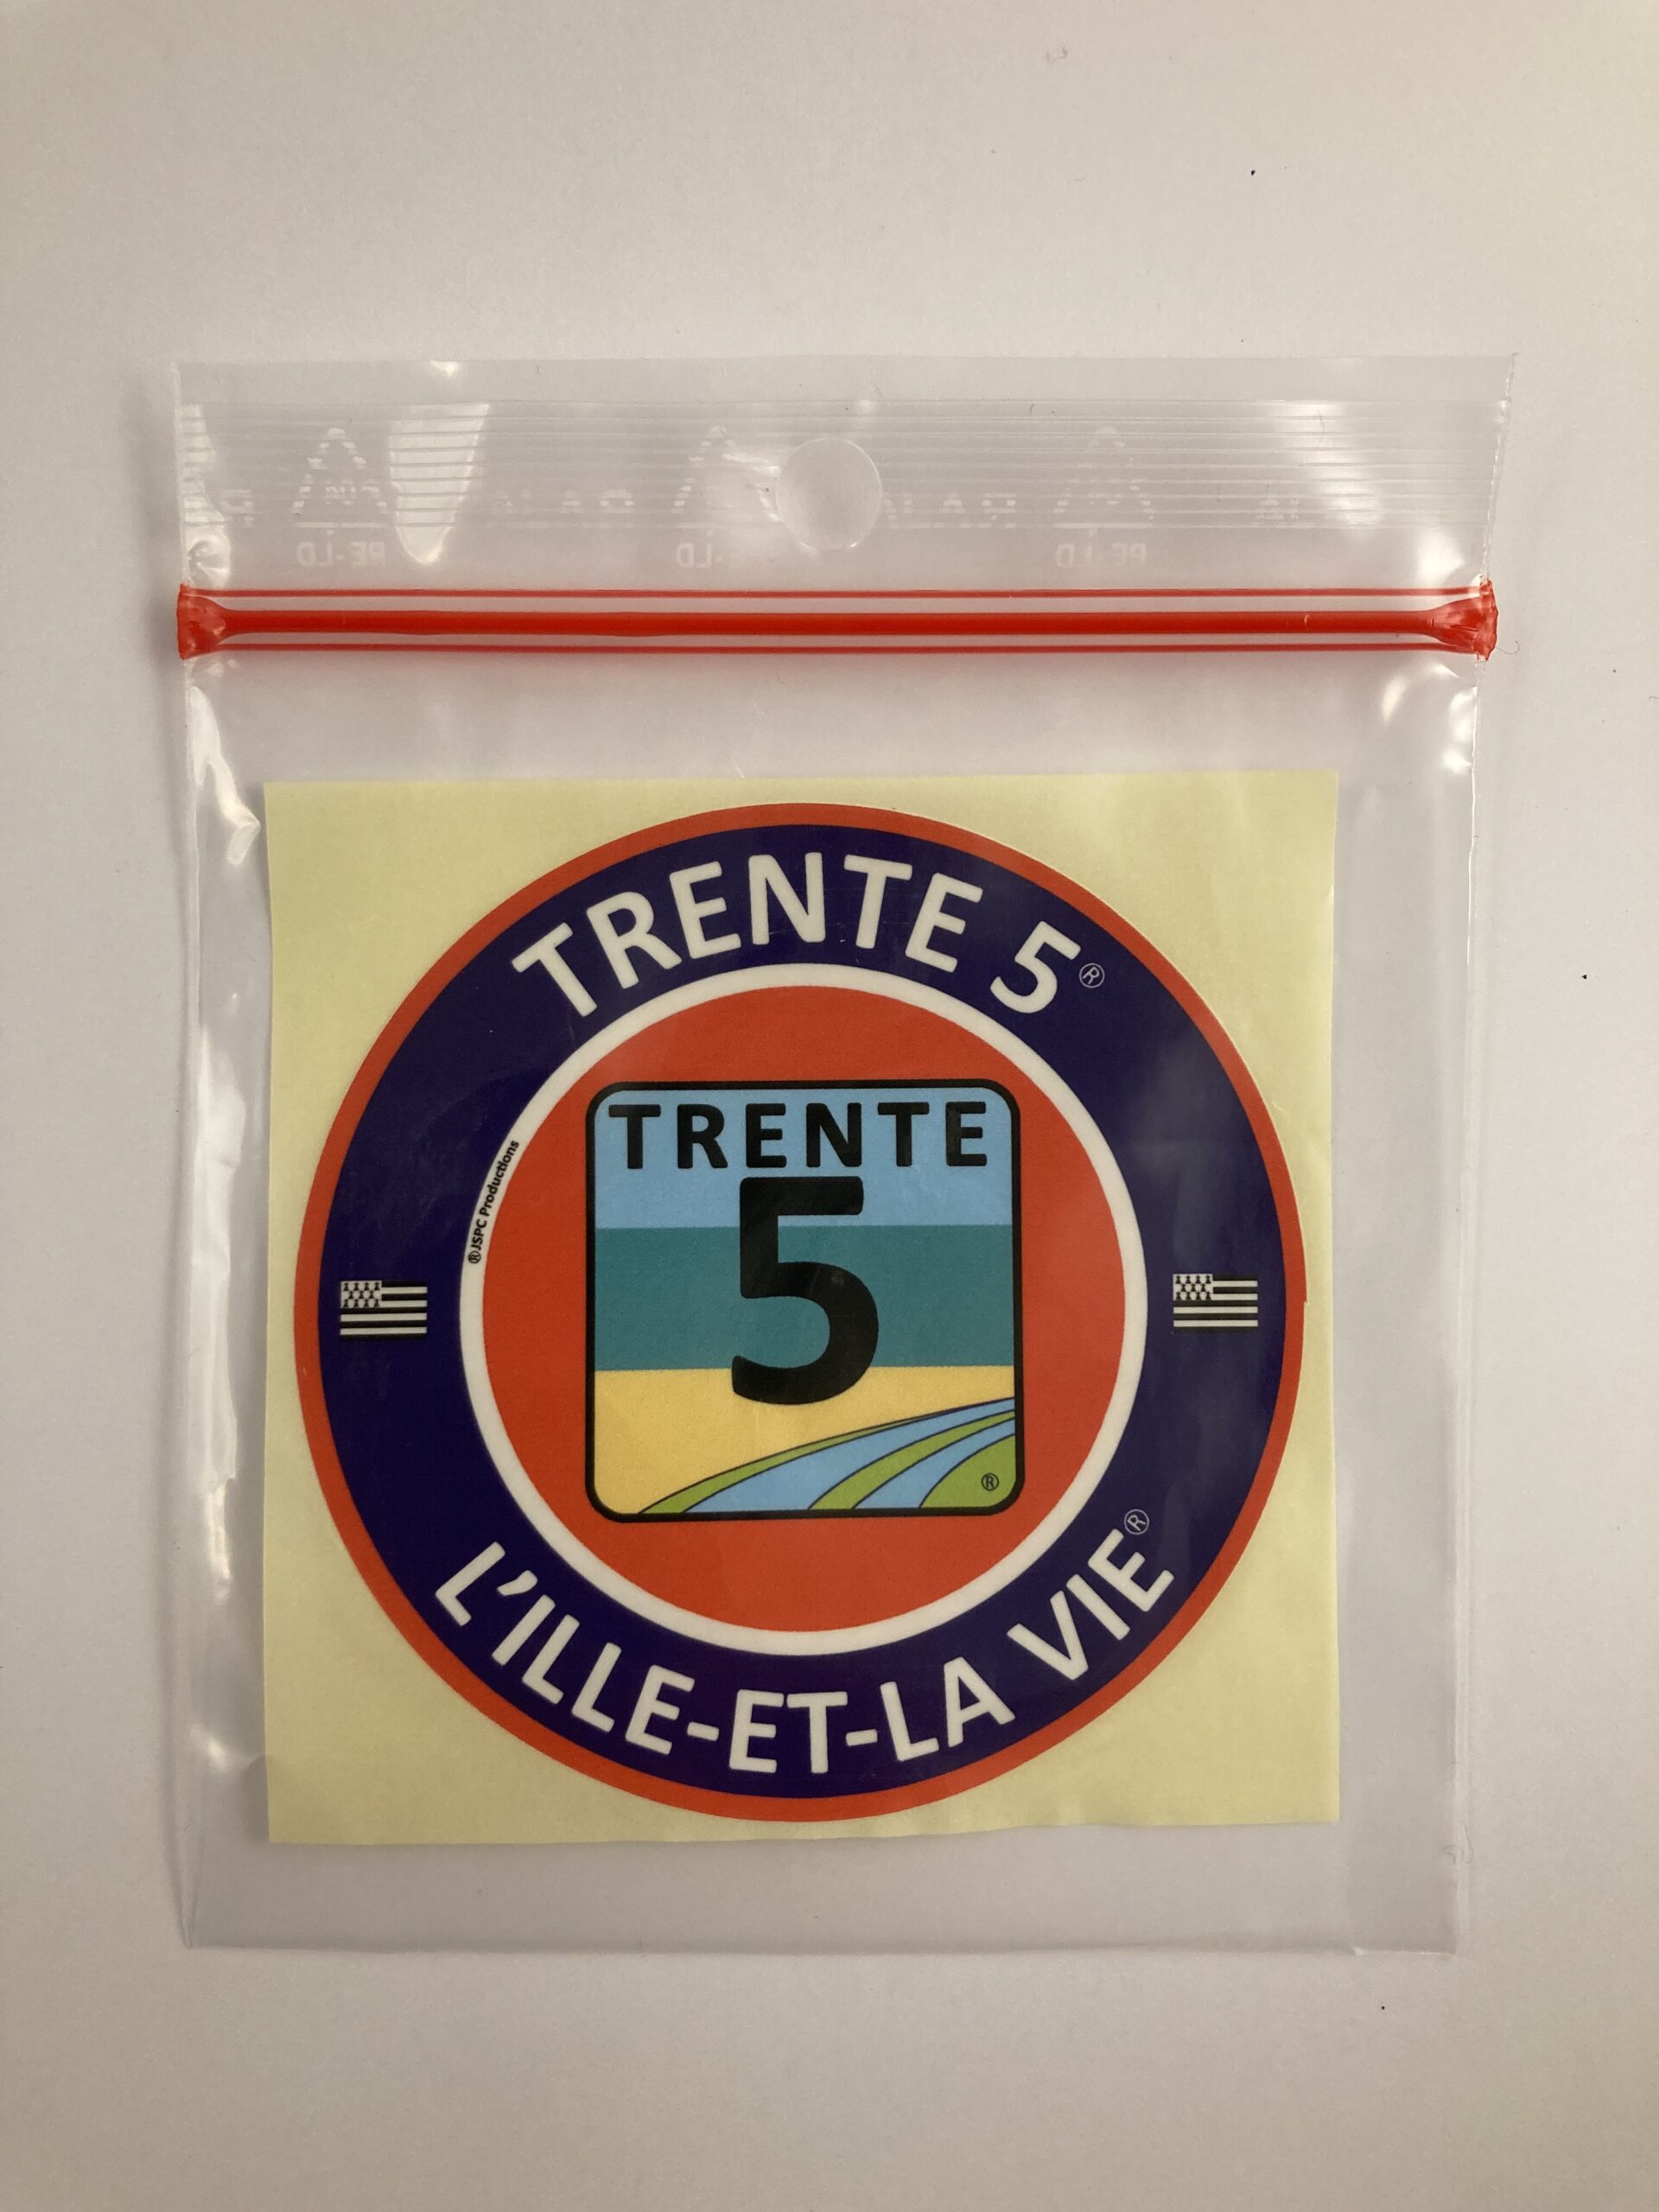 PE-LD
PE-LD
PE-LD
TRENTE 5®
®JSPC Productions
TRENTE
5
®
L'ILLE-ET-LA VIE®